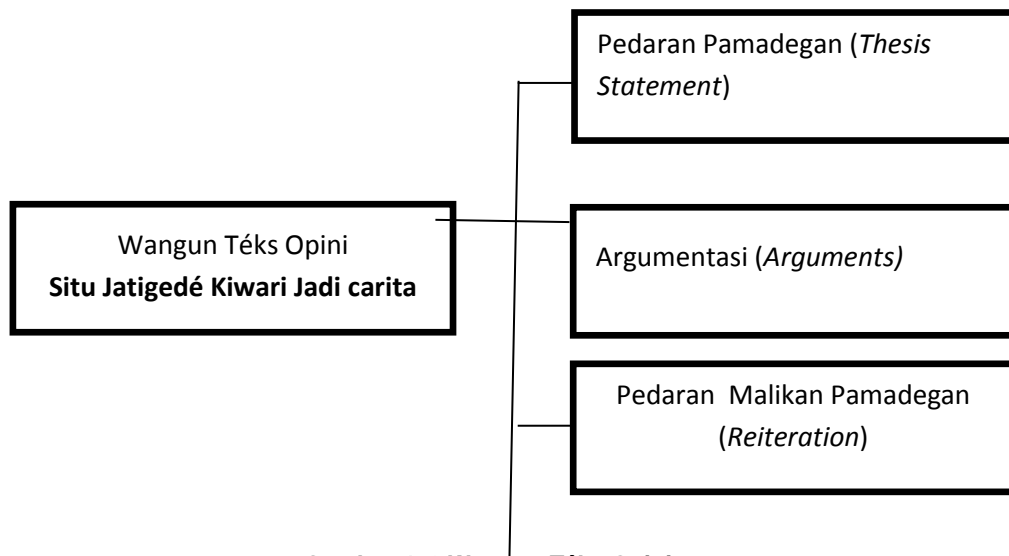 Pedaran Pamadegan (Thesis
Statement)
Wangun Téks Opini
Situ Jatigedé Kiwari Jadi carita
Argumentasi (Arguments)
Pedaran Malikan Pamadegan
(Reiteration)